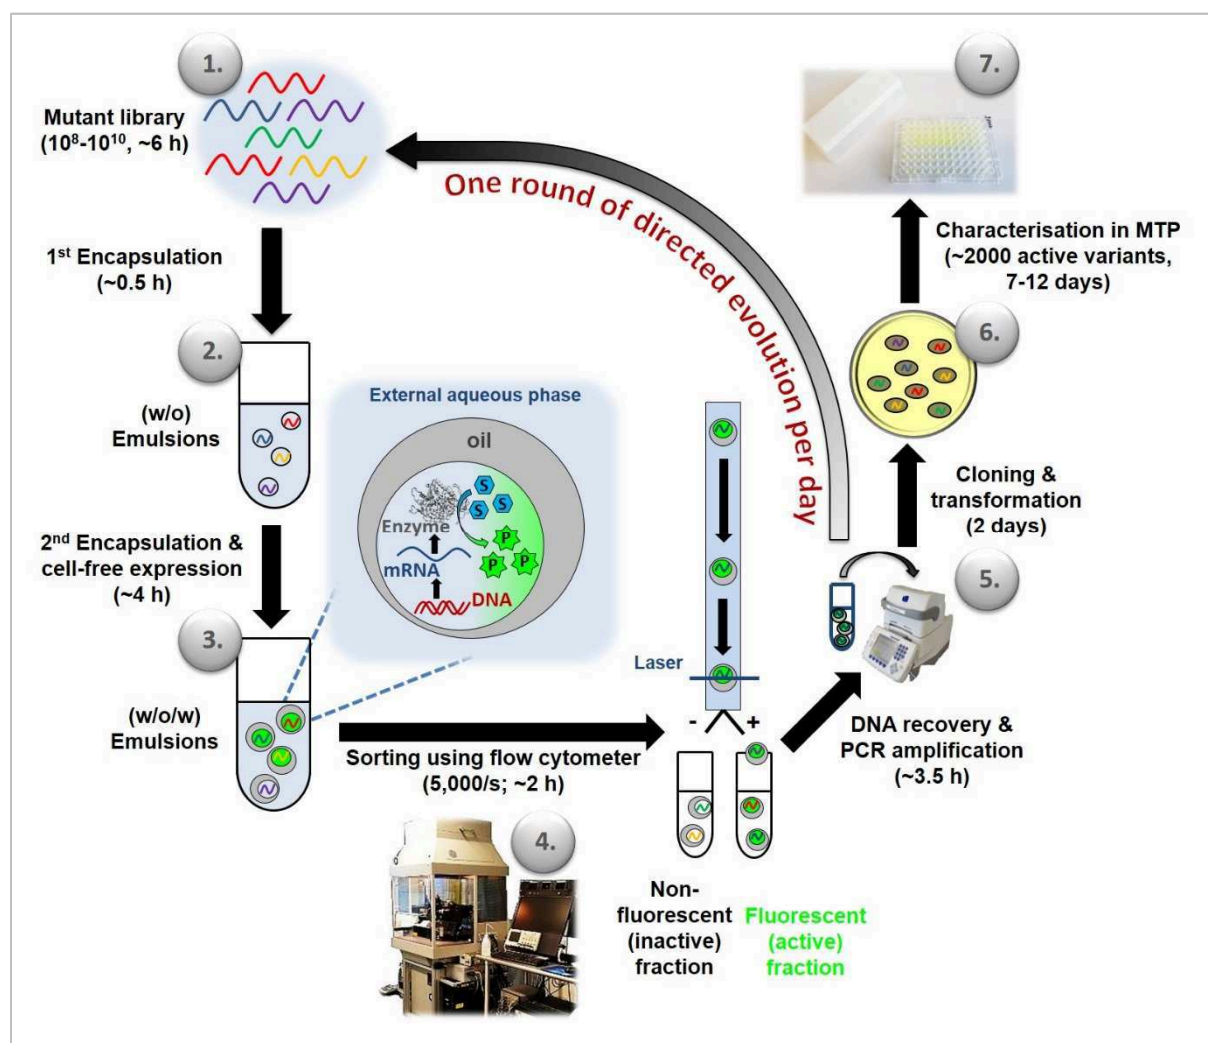 1.
Mutant library
(10⁸-10¹⁰, ~6 h)
1ˢᵗ Encapsulation
(~0.5 h)
2.
(w/o)
Emulsions
2ⁿᵈ Encapsulation &
cell-free expression
(~4 h)
3.
(w/o/w)
Emulsions
External aqueous phase
oil
S
S
S
Enzyme
P
P
P
mRNA
DNA
Sorting using flow cytometer
(5,000/s; ~2 h)
4.
Laser
-
+
Non-
fluorescent
(inactive)
fraction
Fluorescent
(active)
fraction
DNA recovery &
PCR amplification
(~3.5 h)
5.
One round of directed evolution per day
Cloning &
transformation
(2 days)
6.
Characterisation in MTP
(~2000 active variants,
7-12 days)
7.